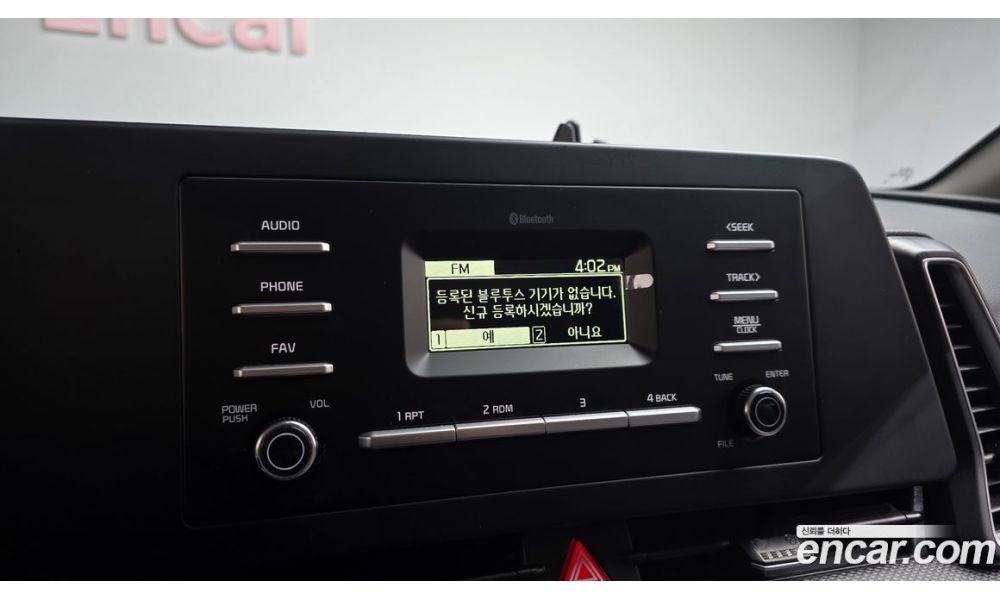 Encar
Bluetooth
AUDIO
PHONE
FAV
POWER
PUSH
VOL
FM 4:02 PM
등록된 블루투스 기기가 없습니다.
신규 등록하시겠습니까?
1 예 2 아니요
<SEEK
TRACK>
MENU
CLOCK
TUNE
ENTER
FILE
1 RPT
2 RDM
3
4 BACK
신뢰를 더하다
encar.com